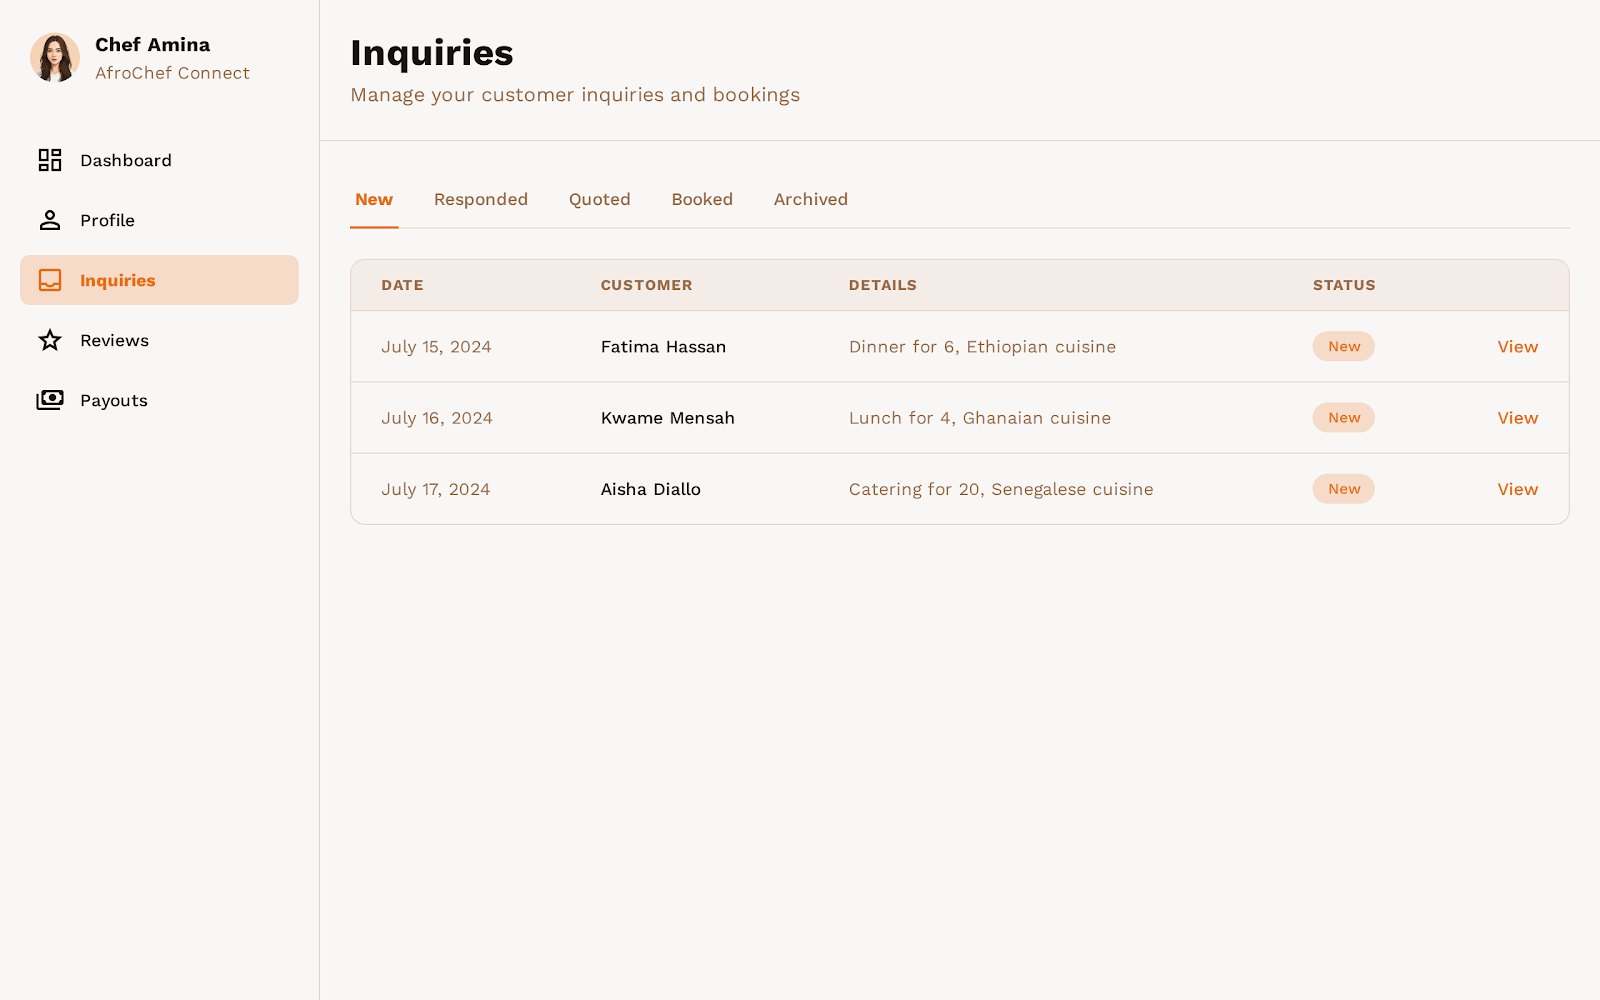 Chef Amina
AfroChef Connect
Dashboard
Profile
Inquiries
Reviews
Payouts
Inquiries
Manage your customer inquiries and bookings
New Responded Quoted Booked Archived
DATE CUSTOMER DETAILS STATUS
July 15, 2024 Fatima Hassan Dinner for 6, Ethiopian cuisine New View
July 16, 2024 Kwame Mensah Lunch for 4, Ghanaian cuisine New View
July 17, 2024 Aisha Diallo Catering for 20, Senegalese cuisine New View